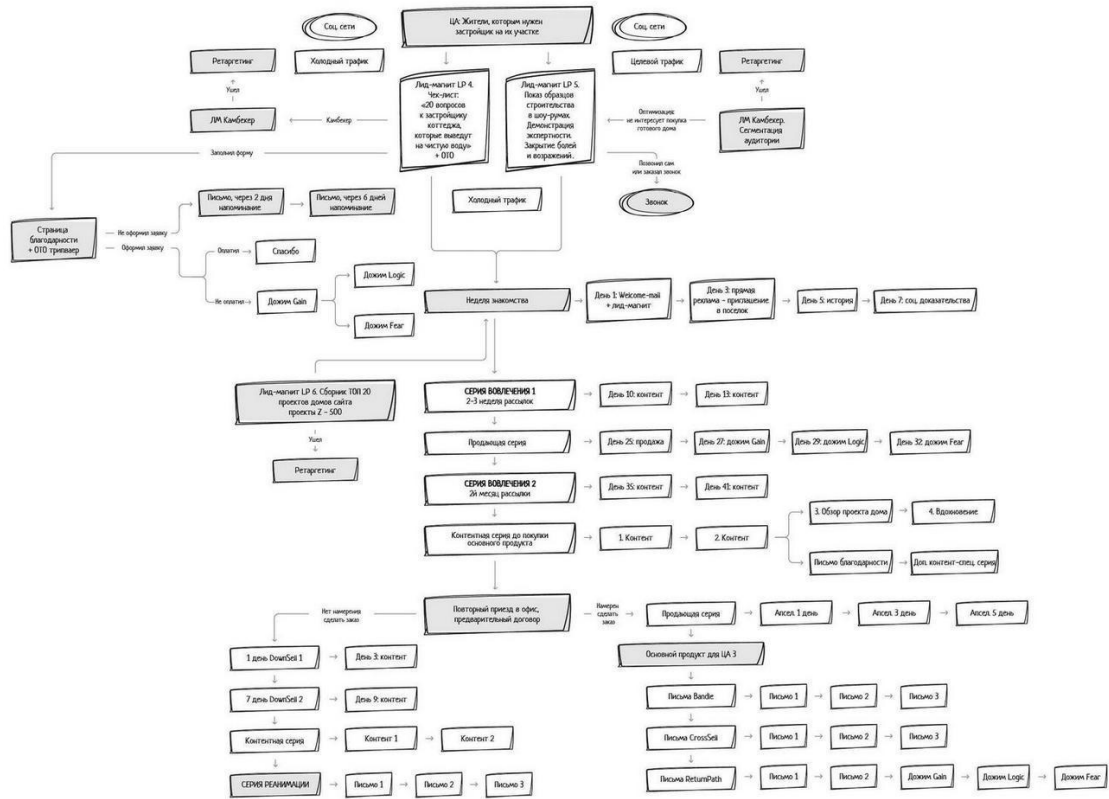 Соц. сети
ЦА: Жители, которым нужен
застройщик на их участке
Соц. сети
Ретаргетинг
Холодный трафик
Целевой трафик
Ретаргетинг
Ушел
Ушел
Лид-магнит LP 4.
Чек-лист:
«20 вопросов
к застройщику
коттеджа,
которые выведут
на чистую воду»
+ ОТО
Лид-магнит LP 5.
Показ образцов
строительства
в шоу-румах.
Демонстрация
экспертности.
Закрытие болей
и возражений.
ЛМ Камбекер
Камбекер
Оптимизация:
не интересует покупка
готового дома
ЛМ Камбекер.
Сегментация
аудитории
Заполнил форму
Позвонил сам
или заказал звонок
Звонок
Холодный трафик
Страница
благодарности
+ ОТО трипваер
Не оформил заявку
Оформил заявку
Письмо, через 2 дня
напоминание
Письмо, через 6 дней
напоминание
Оплатил
Спасибо
Не оплатил
Дожим Gain
Дожим Logic
Дожим Fear
Неделя знакомства
День 1: Welcome-mail
+ лид-магнит
День 3: прямая
реклама - приглашение
в поселок
День 5: история
День 7: соц. доказательства
Лид-магнит LP 6. Сборник ТОП 20
проектов домов сайта
проекты Z - 500
Ушел
Ретаргетинг
СЕРИЯ ВОВЛЕЧЕНИЯ 1
2-3 неделя рассылок
День 10: контент
День 13: контент
Продающая серия
День 25: продажа
День 27: дожим Gain
День 29: дожим Logic
День 32: дожим Fear
СЕРИЯ ВОВЛЕЧЕНИЯ 2
2й месяц рассылки
День 35: контент
День 41: контент
Контентная серия до покупки
основного продукта
1. Контент
2. Контент
3. Обзор проекта дома
4. Вдохновение
Письмо благодарности
Доп. контент-спец. серия
Нет намерения
сделать заказ
Повторный приезд в офис,
предварительный договор
Намерен
сделать
заказ
Продающая серия
Апсел. 1 день
Апсел. 3 день
Апсел. 5 день
1 день DownSell 1
День 3: контент
Основной продукт для ЦА 3
7 день DownSell 2
День 9: контент
Письма Bandle
Письмо 1
Письмо 2
Письмо 3
Контентная серия
Контент 1
Контент 2
Письма CrossSell
Письмо 1
Письмо 2
Письмо 3
СЕРИЯ РЕАНИМАЦИИ
Письмо 1
Письмо 2
Письмо 3
Письма ReturnPath
Письмо 1
Письмо 2
Дожим Gain
Дожим Logic
Дожим Fear